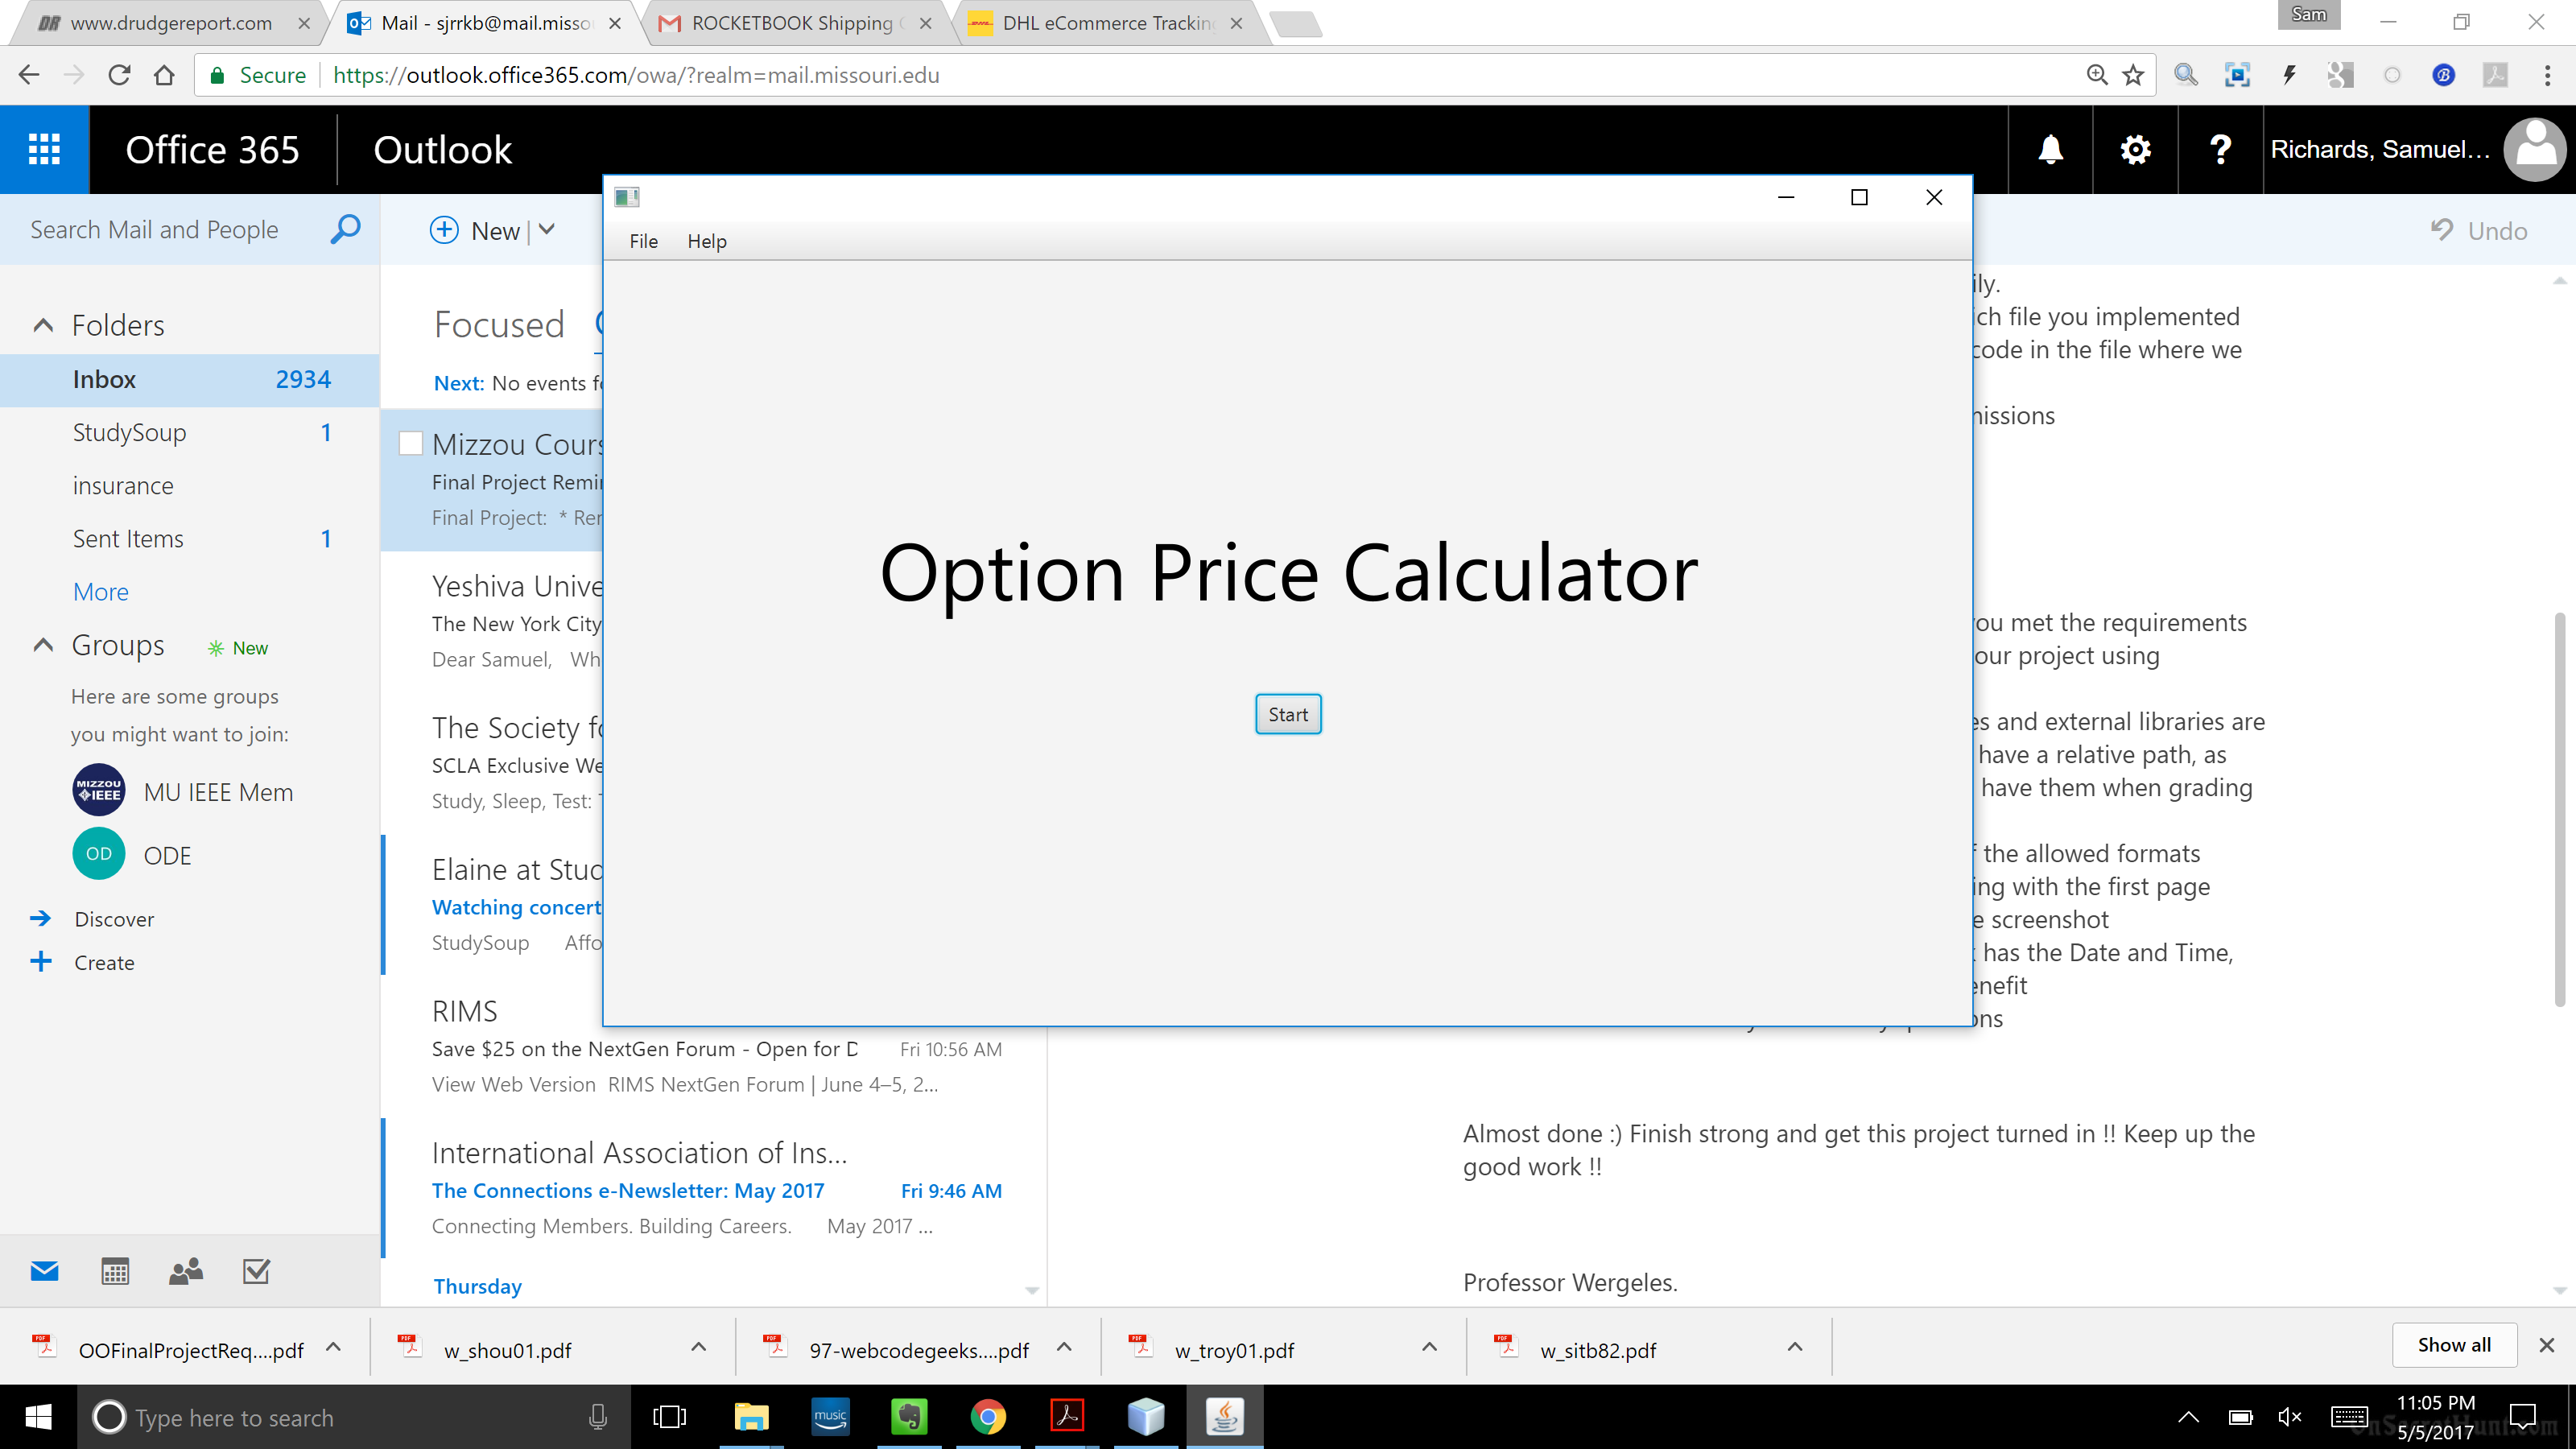 www.drudgereport.com
Mail - sjrrkb@mail.misso
ROCKETBOOK Shipping
DHL eCommerce Tracking
Sam
Secure
https://outlook.office365.com/owa/?realm=mail.missouri.edu
Office 365
Outlook
Richards, Samuel...
Search Mail and People
New
Undo
File
Help
Folders
Inbox 2934
StudySoup 1
insurance
Sent Items 1
More
Groups
New
Here are some groups
you might want to join:
MIZZOU
IEEE
MU IEEE Mem
OD
ODE
Discover
Create
Focused
Next: No events f
Mizzou Cours
Final Project Remi
Final Project: * Rer
Yeshiva Unive
The New York City
Dear Samuel, Wh
The Society fo
SCLA Exclusive We
Study, Sleep, Test:
Elaine at Stud
Watching concert
StudySoup Affo
RIMS
Save $25 on the NextGen Forum - Open for D
Fri 10:56 AM
View Web Version RIMS NextGen Forum | June 4–5, 2...
International Association of Ins...
The Connections e-Newsletter: May 2017
Fri 9:46 AM
Connecting Members. Building Careers. May 2017 ...
Thursday
Option Price Calculator
Start
ily.
ich file you implemented
code in the file where we
nissions
ou met the requirements
our project using
es and external libraries are
have a relative path, as
have them when grading
f the allowed formats
ing with the first page
e screenshot
has the Date and Time,
enefit
ons
Almost done :) Finish strong and get this project turned in !! Keep up the
good work !!
Professor Wergeles.
OOFinalProjectReq....pdf
w_shou01.pdf
97-webcodegeeks....pdf
w_troy01.pdf
w_sitb82.pdf
Show all
Type here to search
music
11:05 PM
5/5/2017